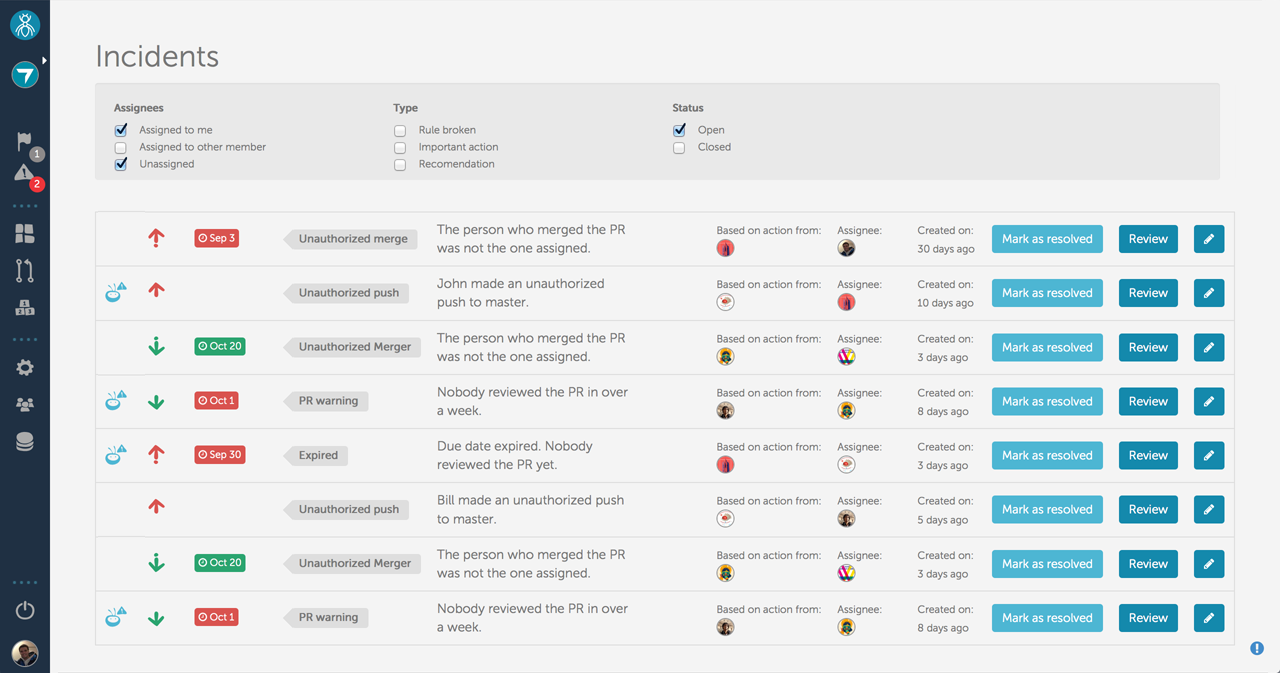 Incidents
Assignees
Type
Status
Assigned to me
Rule broken
Open
Assigned to other member
Important action
Closed
Unassigned
Recomendation
1
2
Sep 3
Unauthorized merge
The person who merged the PR
was not the one assigned.
Based on action from:
Assignee:
Created on:
30 days ago
Mark as resolved
Review
Unauthorized push
John made an unauthorized
push to master.
Based on action from:
Assignee:
Created on:
10 days ago
Mark as resolved
Review
Oct 20
Unauthorized Merger
The person who merged the PR
was not the one assigned.
Based on action from:
Assignee:
Created on:
3 days ago
Mark as resolved
Review
Oct 1
PR warning
Nobody reviewed the PR in over
a week.
Based on action from:
Assignee:
Created on:
8 days ago
Mark as resolved
Review
Sep 30
Expired
Due date expired. Nobody
reviewed the PR yet.
Based on action from:
Assignee:
Created on:
3 days ago
Mark as resolved
Review
Unauthorized push
Bill made an unauthorized push
to master.
Based on action from:
Assignee:
Created on:
5 days ago
Mark as resolved
Review
Oct 20
Unauthorized Merger
The person who merged the PR
was not the one assigned.
Based on action from:
Assignee:
Created on:
3 days ago
Mark as resolved
Review
Oct 1
PR warning
Nobody reviewed the PR in over
a week.
Based on action from:
Assignee:
Created on:
8 days ago
Mark as resolved
Review